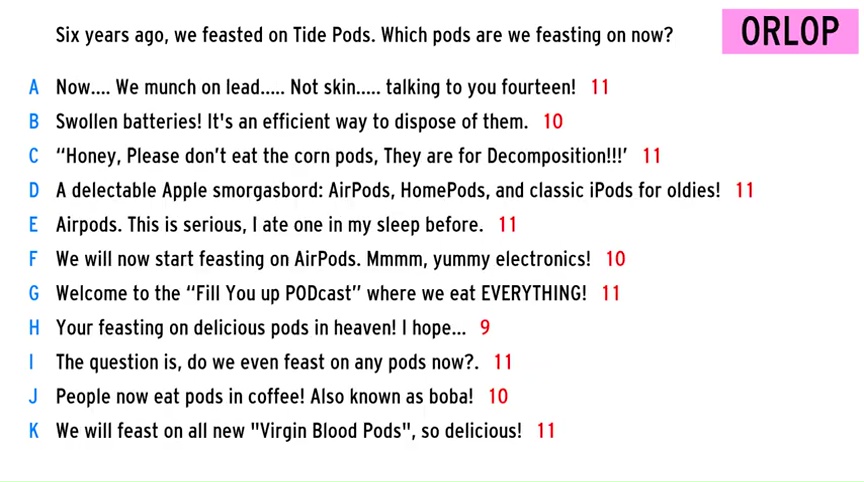 Six years ago, we feasted on Tide Pods. Which pods are we feasting on now?
ORLOP
A Now.... We munch on lead..... Not skin..... talking to you fourteen! 11
B Swollen batteries! It's an efficient way to dispose of them. 10
C “Honey, Please don’t eat the corn pods, They are for Decomposition!!!’ 11
D A delectable Apple smorgasbord: AirPods, HomePods, and classic iPods for oldies! 11
E Airpods. This is serious, I ate one in my sleep before. 11
F We will now start feasting on AirPods. Mmmm, yummy electronics! 10
G Welcome to the “Fill You up PODcast” where we eat EVERYTHING! 11
H Your feasting on delicious pods in heaven! I hope... 9
I The question is, do we even feast on any pods now?. 11
J People now eat pods in coffee! Also known as boba! 10
K We will feast on all new "Virgin Blood Pods", so delicious! 11